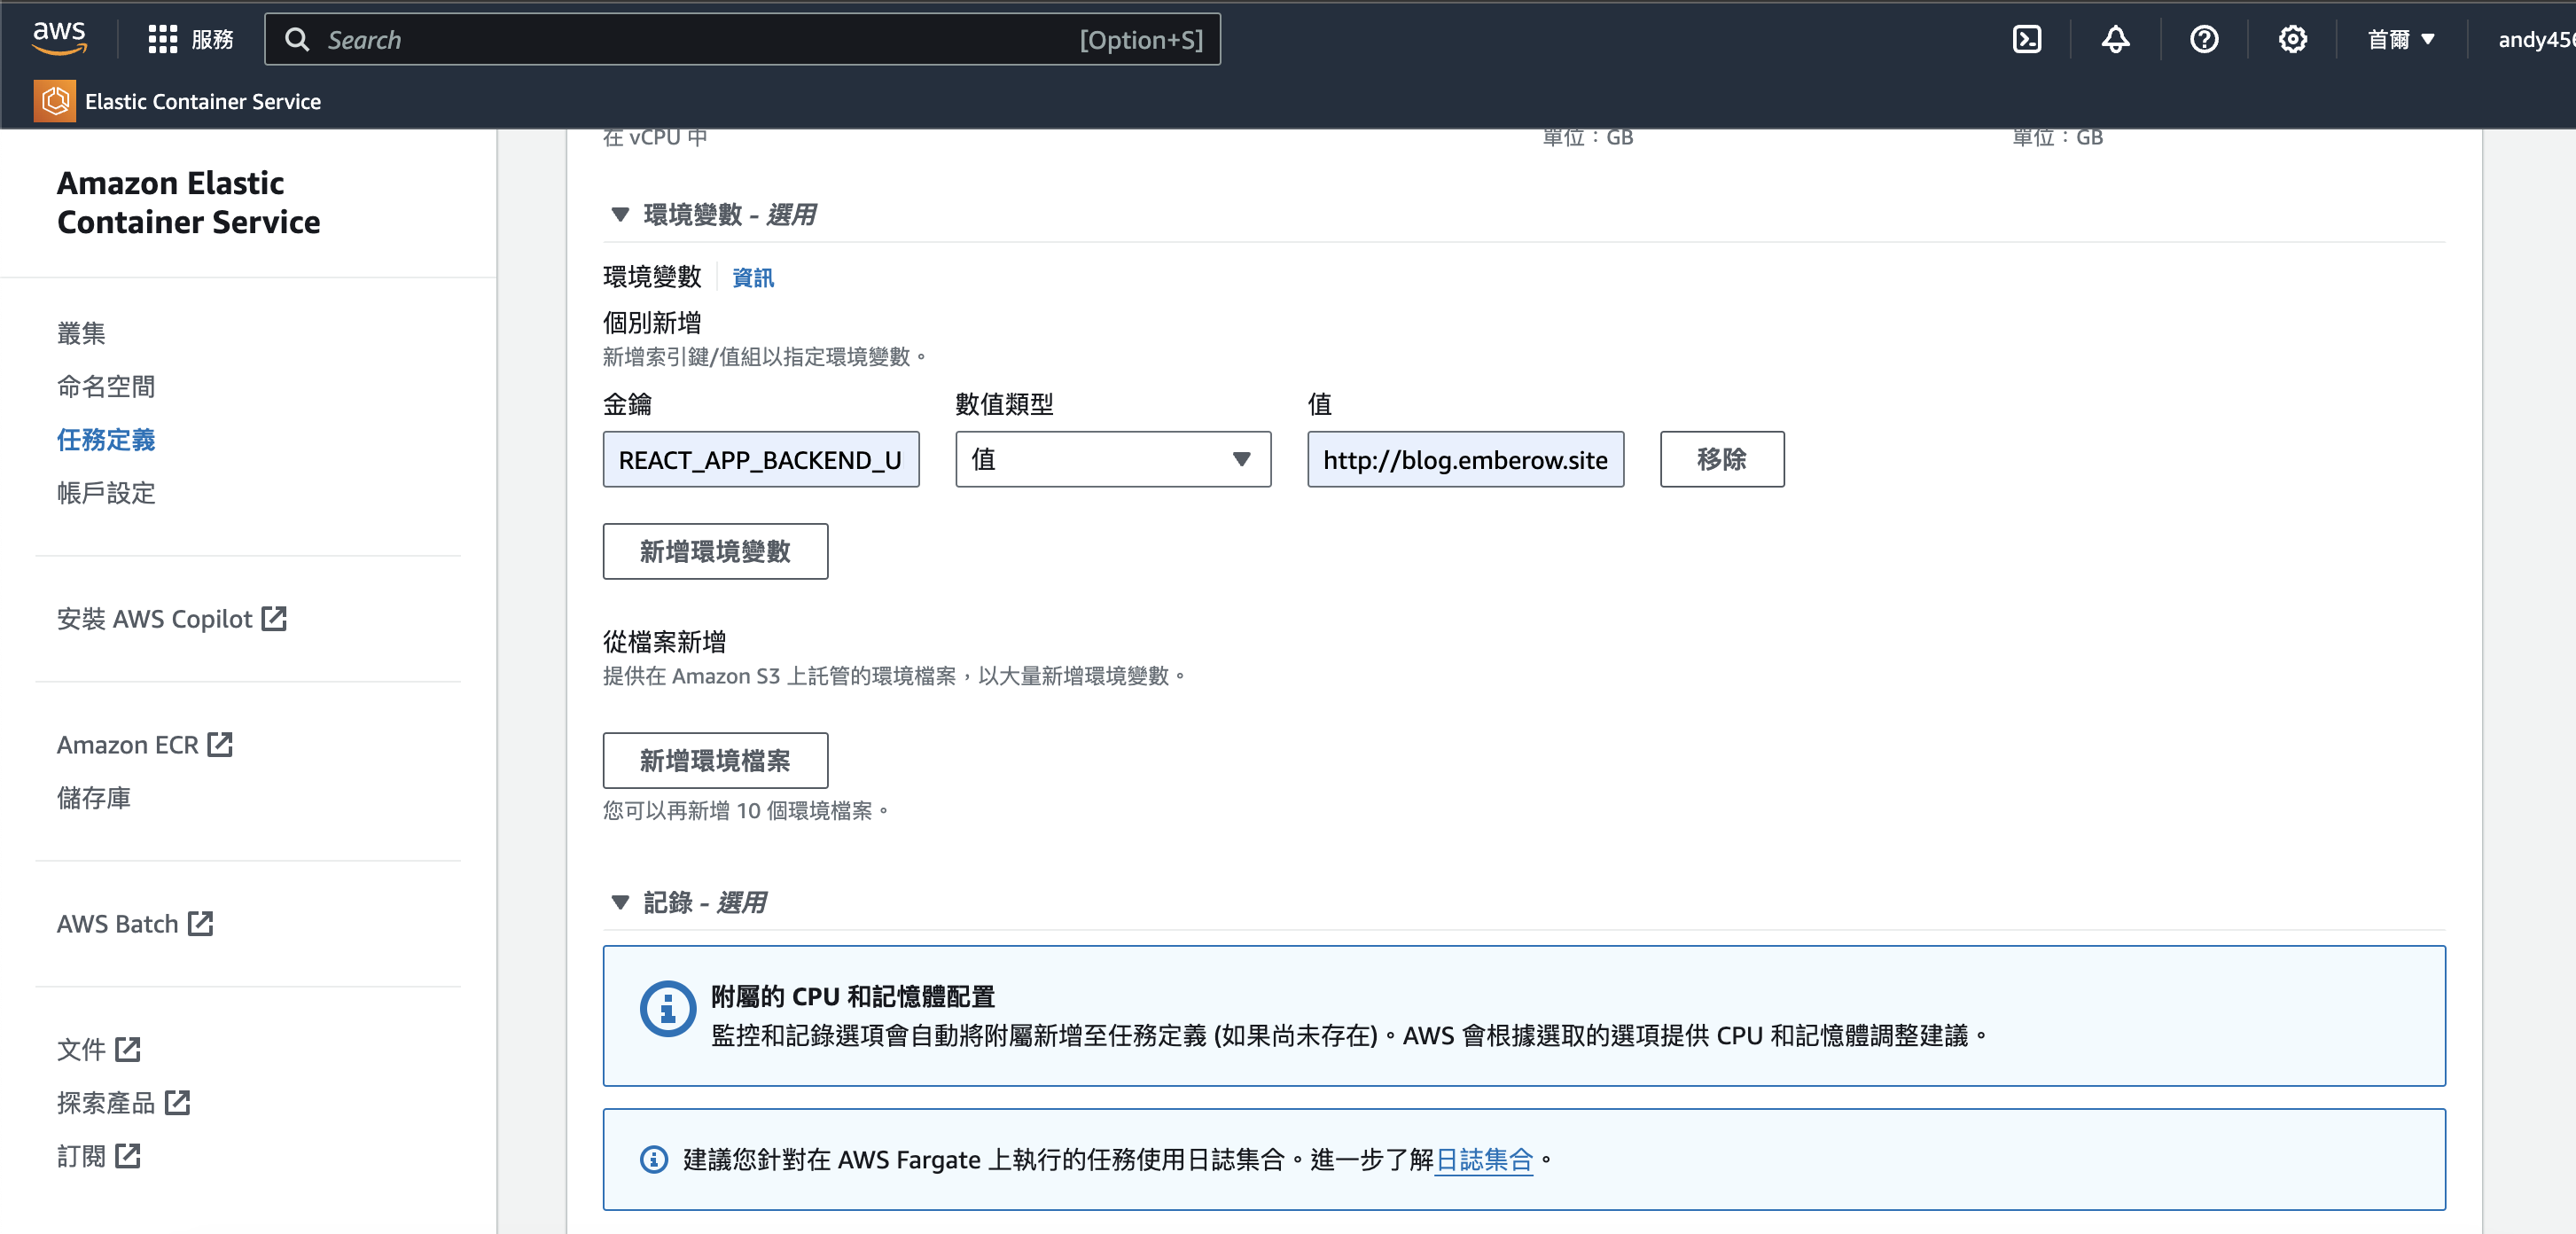 aws
服務
Search
[Option+S]
首爾
andy456
Elastic Container Service
Amazon Elastic
Container Service
叢集
命名空間
任務定義
帳戶設定
安裝 AWS Copilot
Amazon ECR
儲存庫
AWS Batch
文件
探索產品
訂閱
在 vCPU 中
單位：GB
單位：GB
環境變數 - 選用
環境變數
資訊
個別新增
新增索引鍵/值組以指定環境變數。
金鑰
數值類型
值
REACT_APP_BACKEND_U
值
http://blog.emberow.site
移除
新增環境變數
從檔案新增
提供在 Amazon S3 上託管的環境檔案，以大量新增環境變數。
新增環境檔案
您可以再新增 10 個環境檔案。
記錄 - 選用
附屬的 CPU 和記憶體配置
監控和記錄選項會自動將附屬新增至任務定義 (如果尚未存在)。AWS 會根據選取的選項提供 CPU 和記憶體調整建議。
建議您針對在 AWS Fargate 上執行的任務使用日誌集合。進一步了解日誌集合。